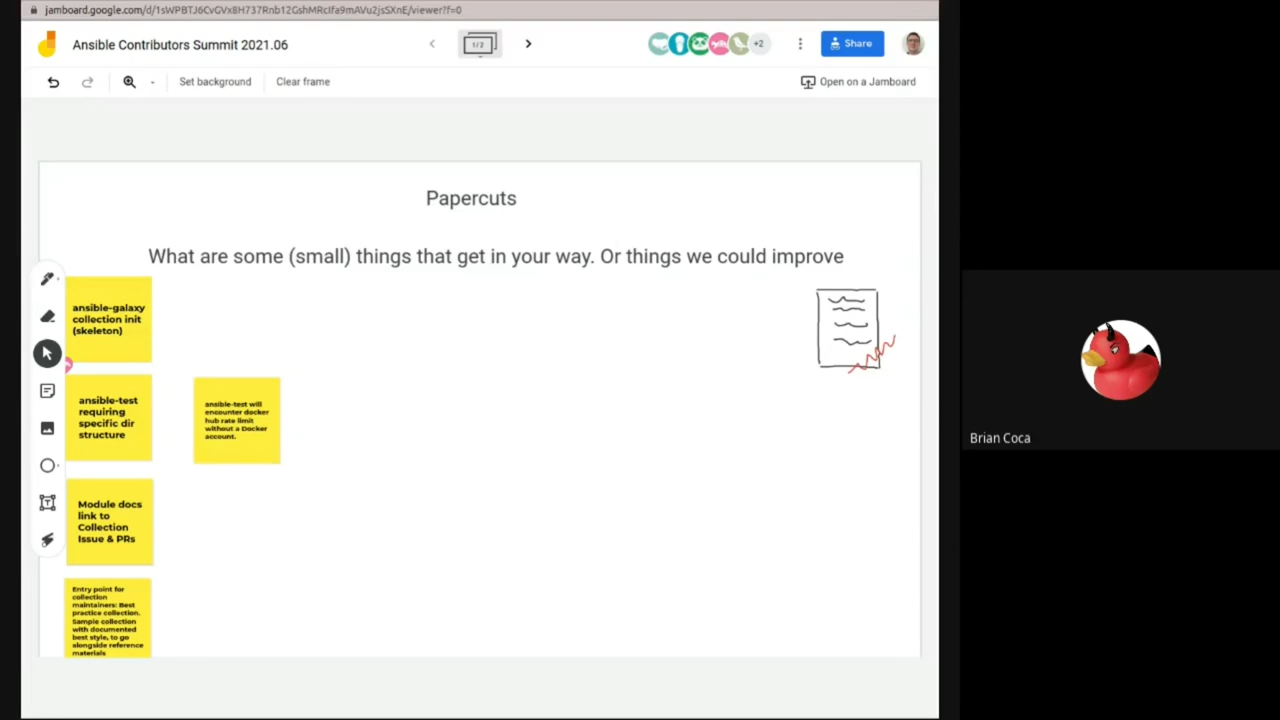 jamboard.google.com/d/1sWPBTJ6CvGVx8H737Rnb12GshMRcIfa9mAVu2jsSXnE/viewer?f=0
Ansible Contributors Summit 2021.06
1/2
+2
Share
Set background
Clear frame
Open on a Jamboard
Papercuts
What are some (small) things that get in your way. Or things we could improve
ansible-galaxy
collection init
(skeleton)
ansible-test
requiring
specific dir
structure
ansible-test will
encounter docker
hub rate limit
without a Docker
account.
Module docs
link to
Collection
Issue & PRs
Entry point for
collection
maintainers: Best
practice collection.
Sample collection
with documented
best style, to go
alongside reference
materials
Brian Coca